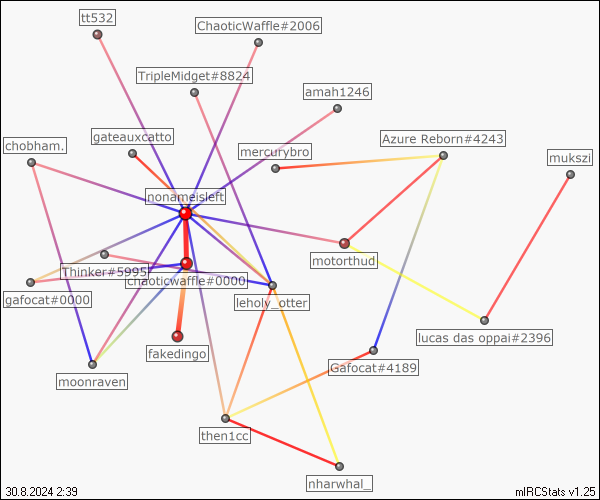 tt532
ChaoticWaffle#2006
TripleMidget#8824
amah1246
gateauxcatto
Azure Reborn#4243
chobham.
mercurybro
mukszi
nonameisleft
motorthud
Thinker#5995
chaoticwaffle#0000
gafocat#0000
leholy_otter
lucas das oppai#2396
fakedingo
Gafocat#4189
moonraven
then1cc
nharwhal_
30.8.2024 2:39
mIRCStats v1.25